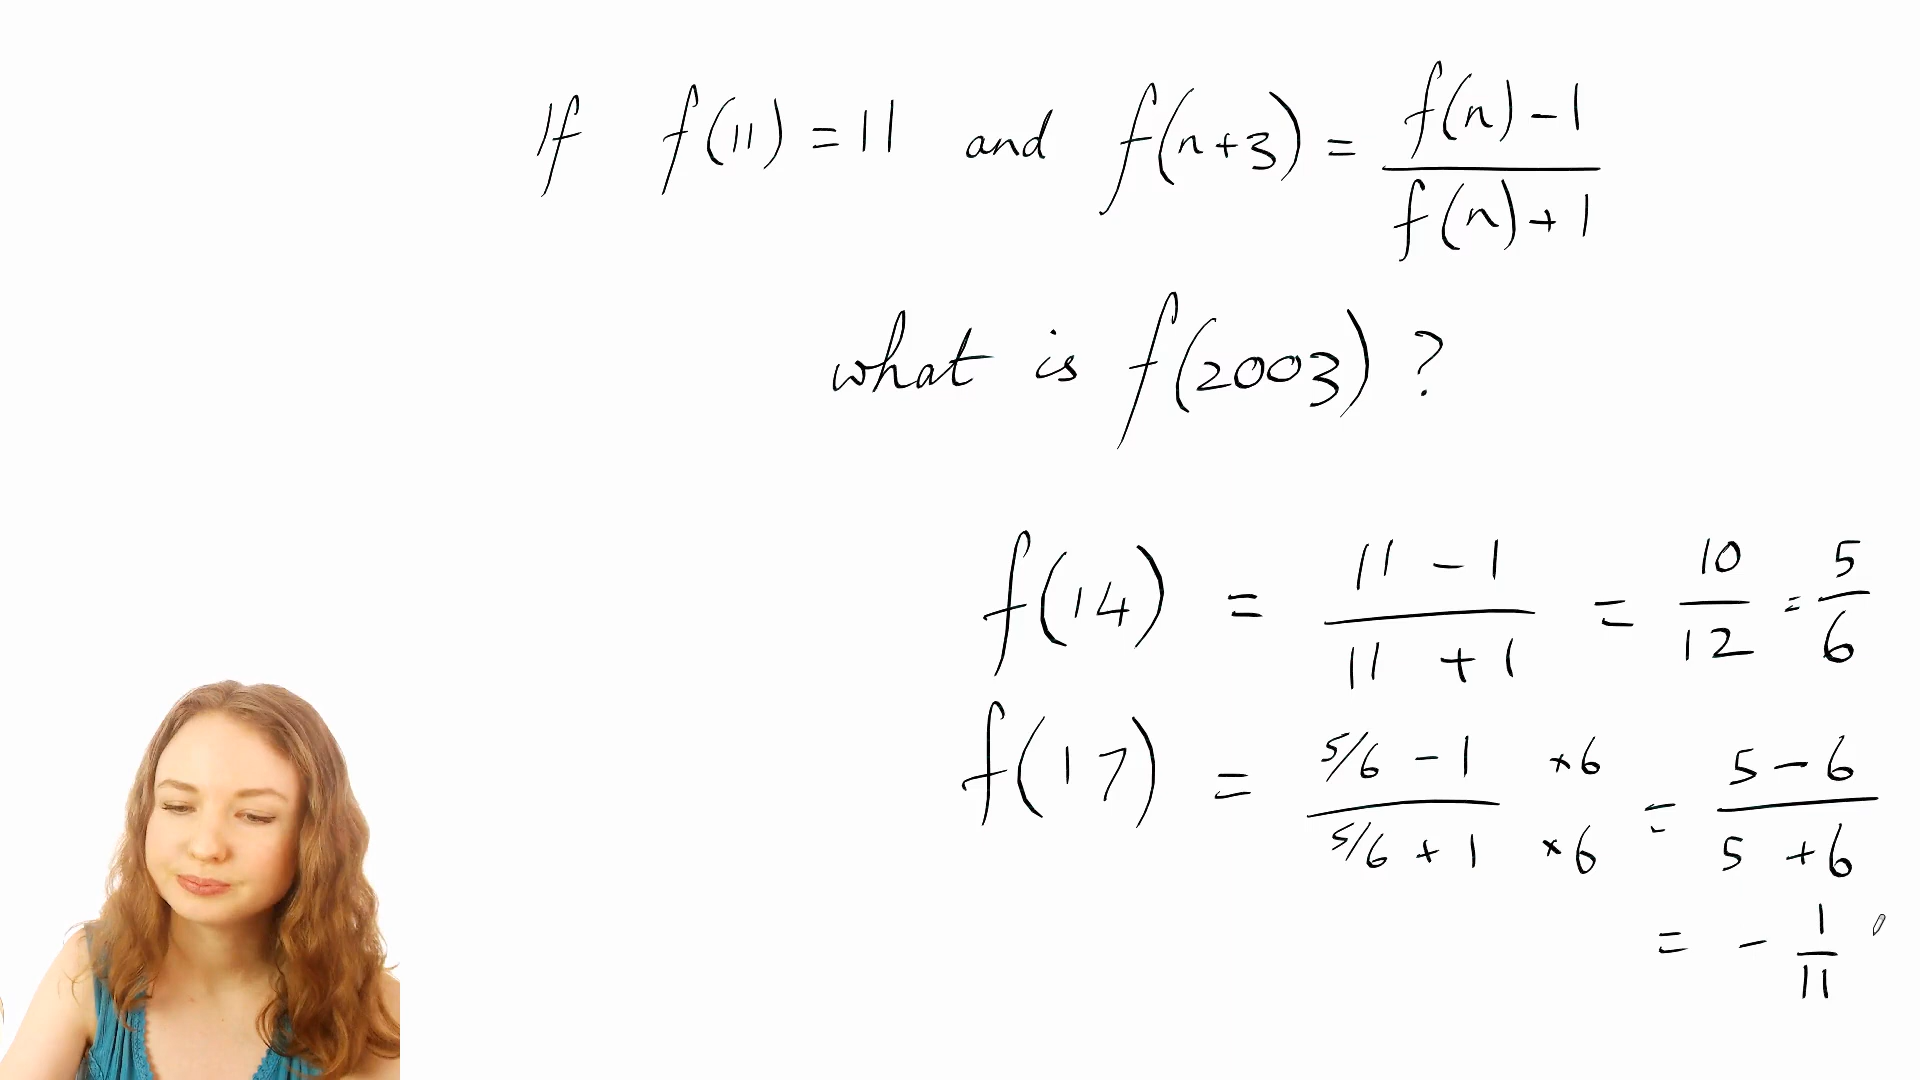 If f(11) = 11 and f(n+3) = (f(n) - 1)/(f(n) + 1)
what is f(2003) ?
f(14) = (11 - 1)/(11 + 1) = 10/12 = 5/6
f(17) = (5/6 - 1)/(5/6 + 1) ×6 ×6 = (5 - 6)/(5 + 6)
= - 1/11